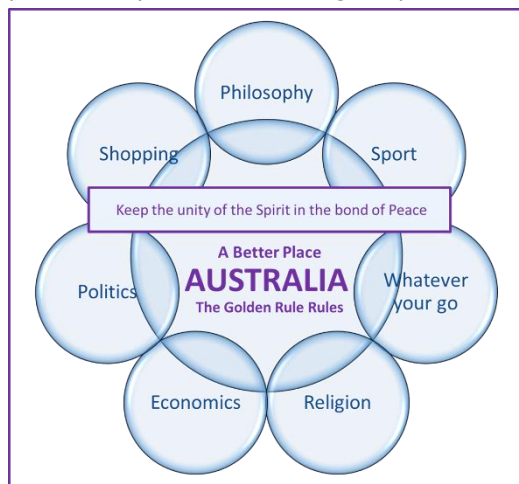 Philosophy
Shopping
Sport
Keep the unity of the Spirit in the bond of Peace
A Better Place
AUSTRALIA
The Golden Rule Rules
Politics
Whatever
your go
Economics
Religion